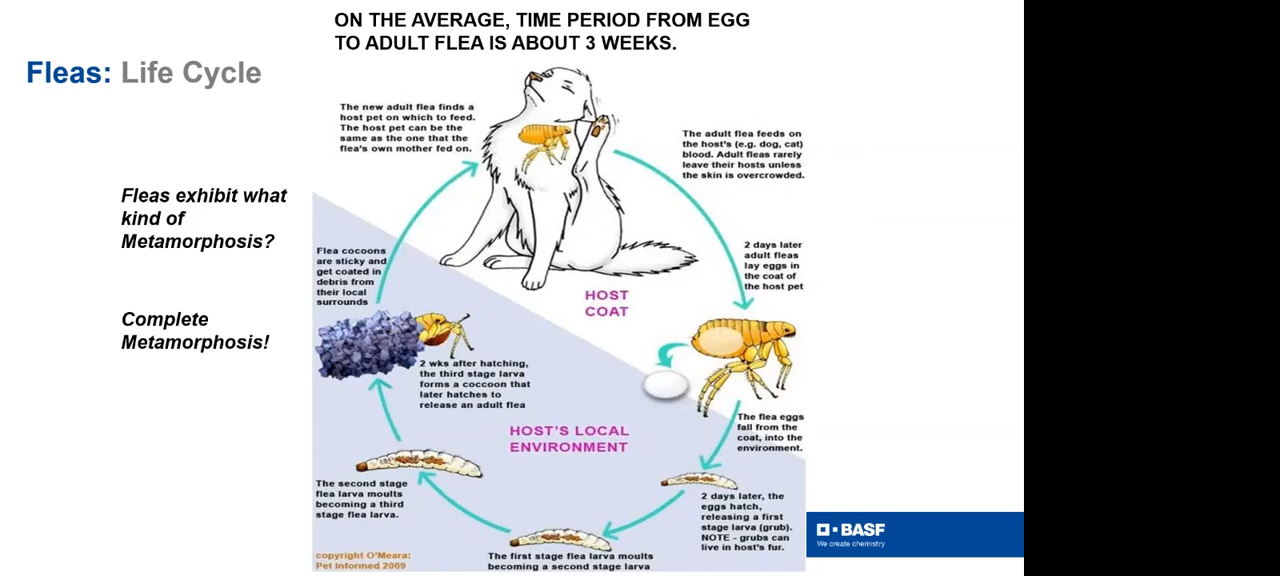 ON THE AVERAGE, TIME PERIOD FROM EGG
TO ADULT FLEA IS ABOUT 3 WEEKS.
Fleas: Life Cycle
Fleas exhibit what
kind of
Metamorphosis?
Complete
Metamorphosis!
The new adult flea finds a
host pet on which to feed.
The host pet can be the
same as the one that the
flea's own mother fed on.
The adult flea feeds on
the host's (e.g. dog, cat)
blood. Adult fleas rarely
leave their hosts unless
the skin is overcrowded.
2 days later
adult fleas
lay eggs in
the coat of
the host pet
HOST
COAT
The flea eggs
fall from the
coat, into the
environment.
2 days later, the
eggs hatch,
releasing a first
stage larva (grub).
NOTE - grubs can
live in host's fur.
The first stage flea larva moults
becoming a second stage larva
The second stage
flea larva moults
becoming a third
stage flea larva.
2 wks after hatching,
the third stage larva
forms a coccoon that
later hatches to
release an adult flea
Flea cocoons
are sticky and
get coated in
debris from
their local
surrounds
HOST'S LOCAL
ENVIRONMENT
copyright O'Meara:
Pet Informed 2009
BASF
We create chemistry